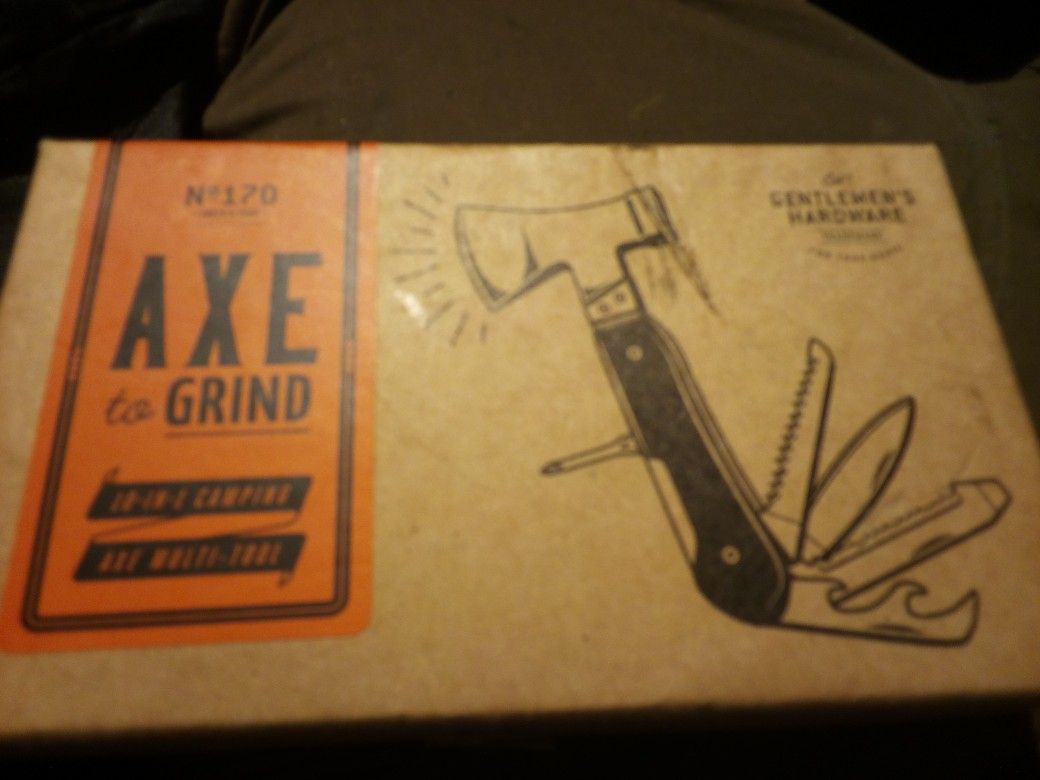 Nº170
AXE
to GRIND
10-IN-1 CAMPING
AXE MULTI-TOOL
GENTLEMEN'S
HARDWARE